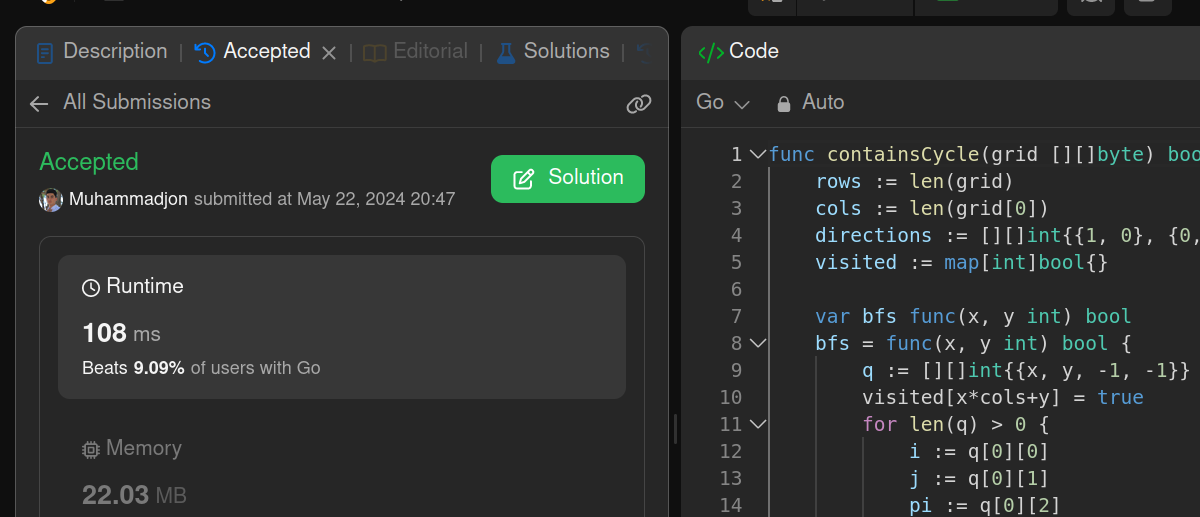 Description | Accepted | Editorial | Solutions |
All Submissions
Accepted
Muhammadjon submitted at May 22, 2024 20:47
Solution
Runtime
108 ms
Beats 9.09% of users with Go
Memory
22.03 MB
</> Code
Go Auto
1 func containsCycle(grid [][]byte) boo
2 rows := len(grid)
3 cols := len(grid[0])
4 directions := [][]int{{1, 0}, {0,
5 visited := map[int]bool{}
6
7 var bfs func(x, y int) bool
8 bfs = func(x, y int) bool {
9 q := [][]int{{x, y, -1, -1}}
10 visited[x*cols+y] = true
11 for len(q) > 0 {
12 i := q[0][0]
13 j := q[0][1]
14 pi := q[0][2]